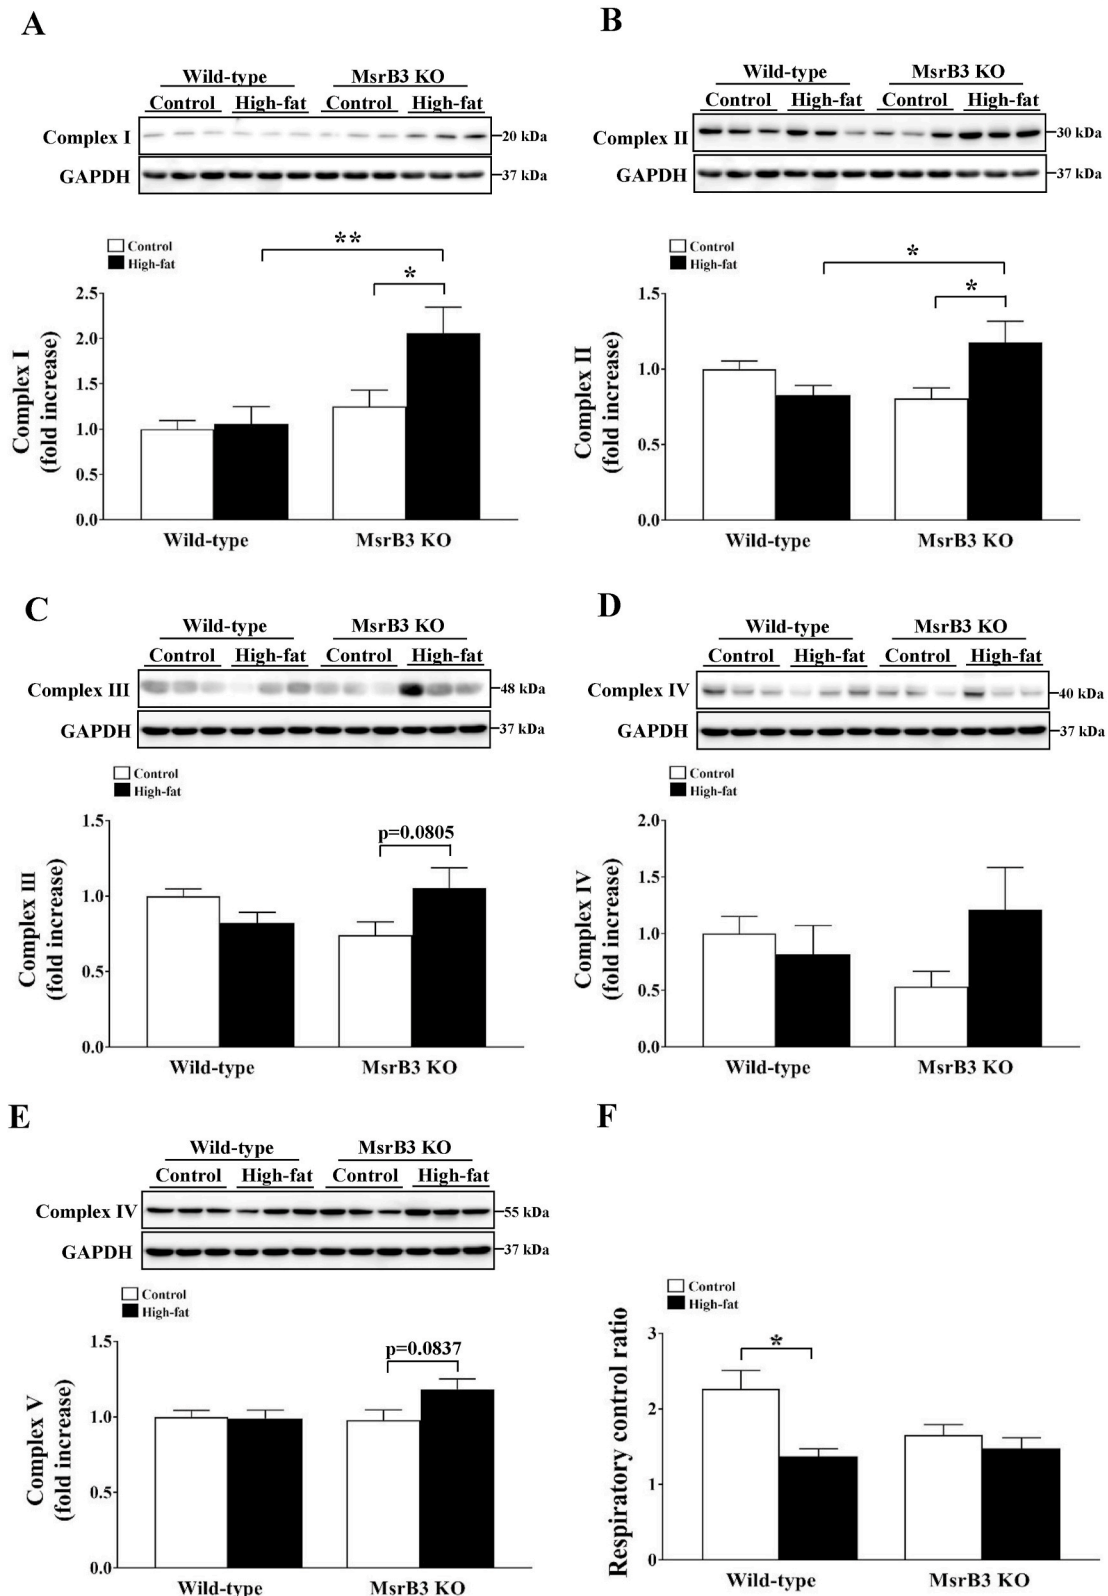 A
Wild-type MsrB3 KO
Control High-fat Control High-fat
Complex I 20 kDa
GAPDH 37 kDa
Control
High-fat
**
*
2.5
2.0
1.5
1.0
0.5
0.0
Complex I
(fold increase)
Wild-type MsrB3 KO
B
Wild-type MsrB3 KO
Control High-fat Control High-fat
Complex II 30 kDa
GAPDH 37 kDa
Control
High-fat
*
*
1.5
1.0
0.5
0.0
Complex II
(fold increase)
Wild-type MsrB3 KO
C
Wild-type MsrB3 KO
Control High-fat Control High-fat
Complex III 48 kDa
GAPDH 37 kDa
Control
High-fat
p=0.0805
1.5
1.0
0.5
0.0
Complex III
(fold increase)
Wild-type MsrB3 KO
D
Wild-type MsrB3 KO
Control High-fat Control High-fat
Complex IV 40 kDa
GAPDH 37 kDa
Control
High-fat
2.0
1.5
1.0
0.5
0.0
Complex IV
(fold increase)
Wild-type MsrB3 KO
E
Wild-type MsrB3 KO
Control High-fat Control High-fat
Complex IV 55 kDa
GAPDH 37 kDa
Control
High-fat
p=0.0837
1.5
1.0
0.5
0.0
Complex V
(fold increase)
Wild-type MsrB3 KO
F
Control
High-fat
*
3
2
1
0
Respiratory control ratio
Wild-type MsrB3 KO